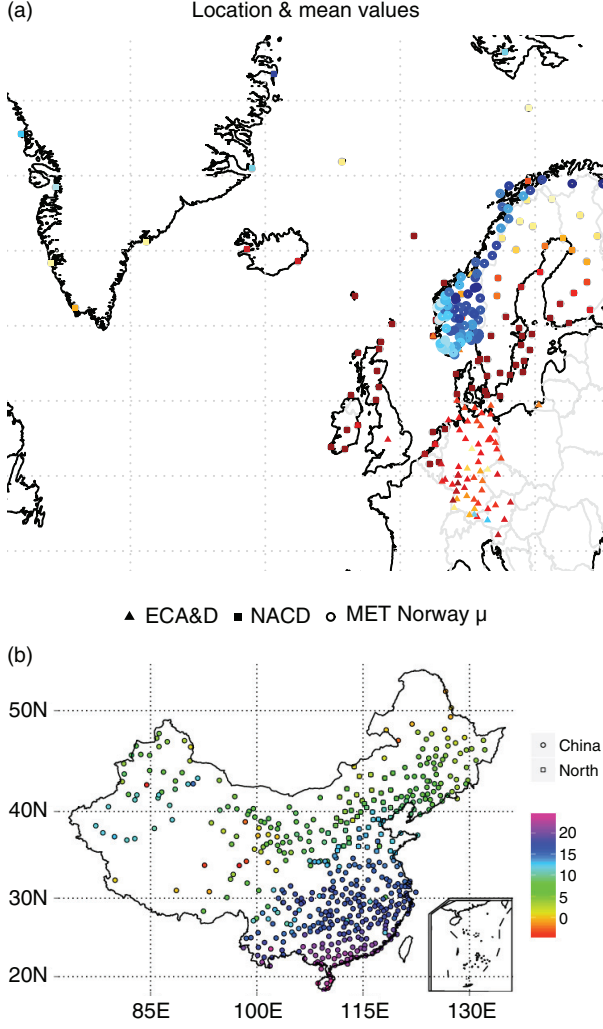 (a)
Location & mean values
▲ ECA&D ■ NACD ○ MET Norway μ
(b)
50N
40N
30N
20N
85E 100E 115E 130E
China
North
20
15
10
5
0